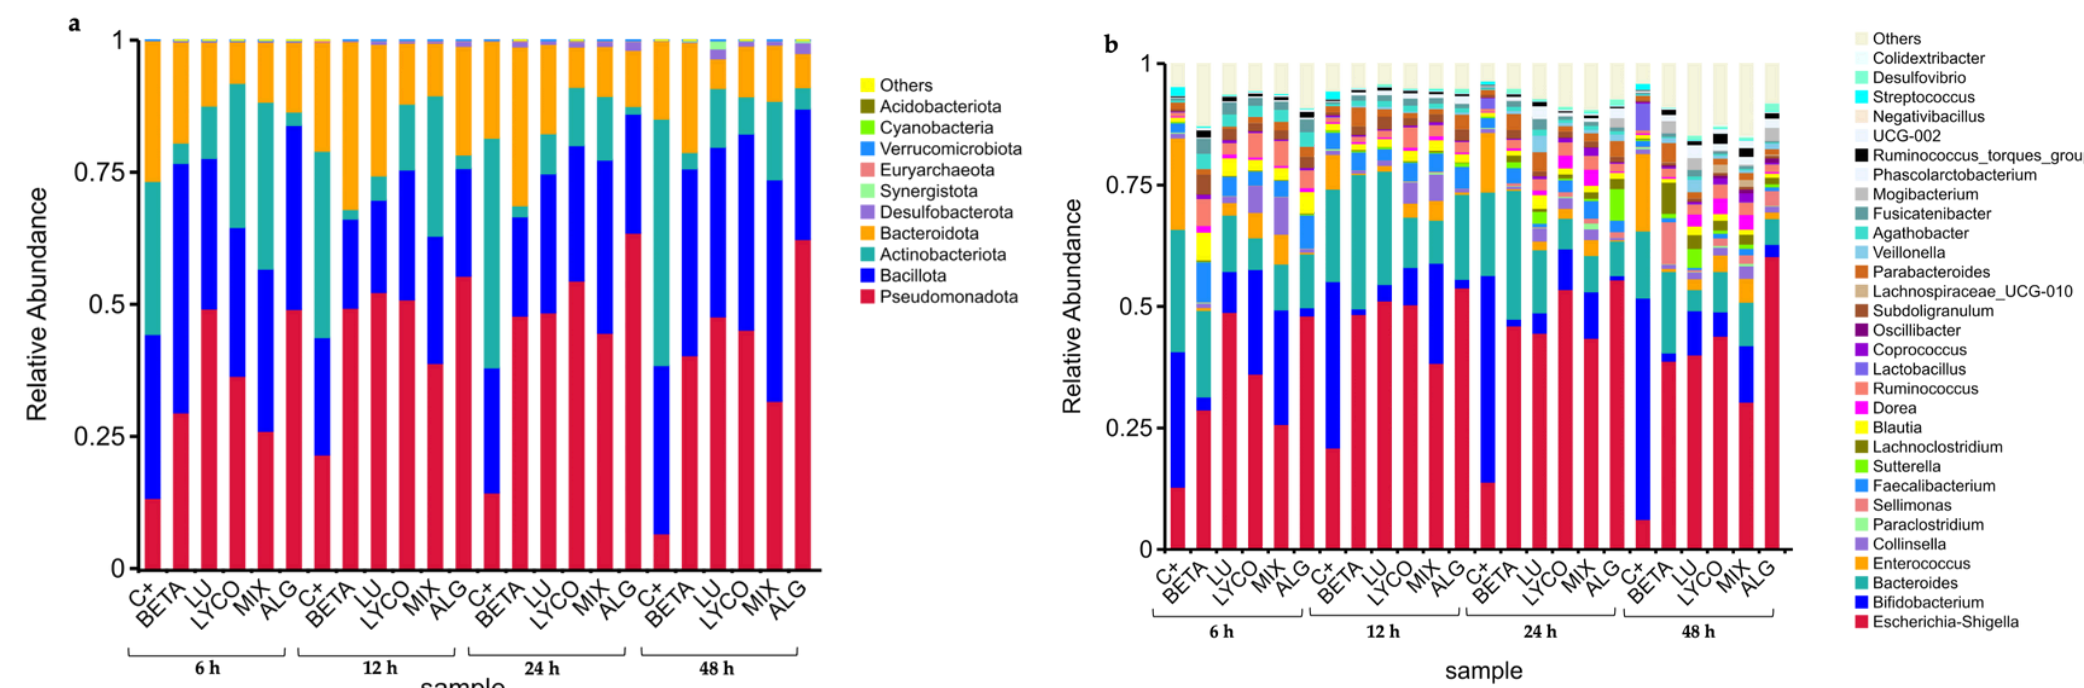 a
1
0.75
0.5
0.25
0
Relative Abundance
C+ BETA LU LYCO MIX ALG C+ BETA LU LYCO MIX ALG C+ BETA LU LYCO MIX ALG C+ BETA LU LYCO MIX ALG
6 h 12 h 24 h 48 h
sample
Others
Acidobacteriota
Cyanobacteria
Verrucomicrobiota
Euryarchaeota
Synergistota
Desulfobacterota
Bacteroidota
Actinobacteriota
Bacillota
Pseudomonadota
b
1
0.75
0.5
0.25
0
Relative Abundance
C+ BETA LU LYCO MIX ALG C+ BETA LU LYCO MIX ALG C+ BETA LU LYCO MIX ALG C+ BETA LU LYCO MIX ALG
6 h 12 h 24 h 48 h
sample
Others
Colidextribacter
Desulfovibrio
Streptococcus
Negativibacillus
UCG-002
Ruminococcus_torques_grou
Phascolarctobacterium
Mogibacterium
Fusicatenibacter
Agathobacter
Veillonella
Parabacteroides
Lachnospiraceae_UCG-010
Subdoligranulum
Oscillibacter
Coprococcus
Lactobacillus
Ruminococcus
Dorea
Blautia
Lachnoclostridium
Sutterella
Faecalibacterium
Sellimonas
Paraclostridium
Collinsella
Enterococcus
Bacteroides
Bifidobacterium
Escherichia-Shigella